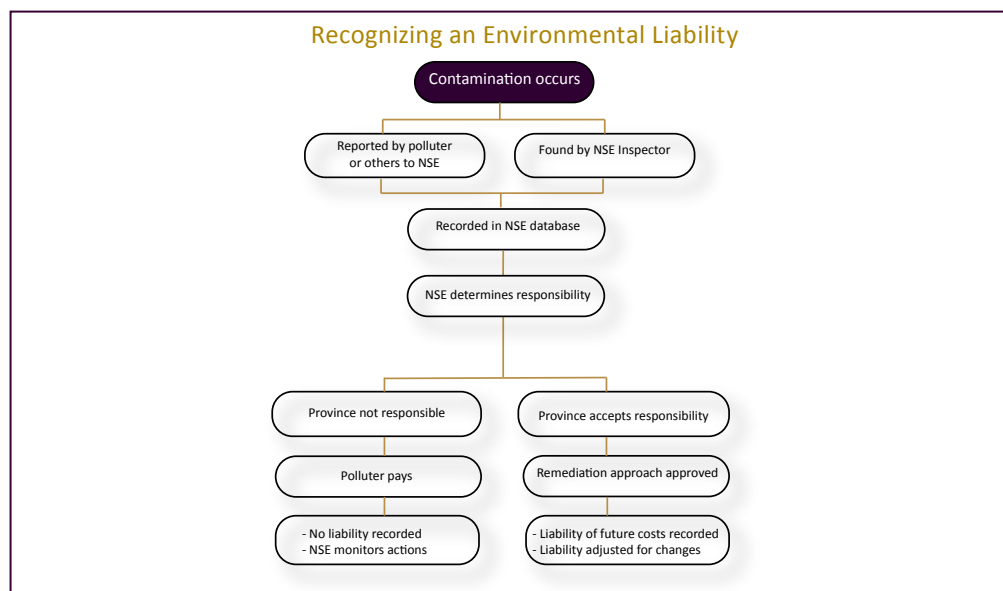 Recognizing an Environmental Liability
Contamination occurs
Reported by polluter
or others to NSE
Found by NSE Inspector
Recorded in NSE database
NSE determines responsibility
Province not responsible
Province accepts responsibility
Polluter pays
Remediation approach approved
- No liability recorded
- NSE monitors actions
- Liability of future costs recorded
- Liability adjusted for changes